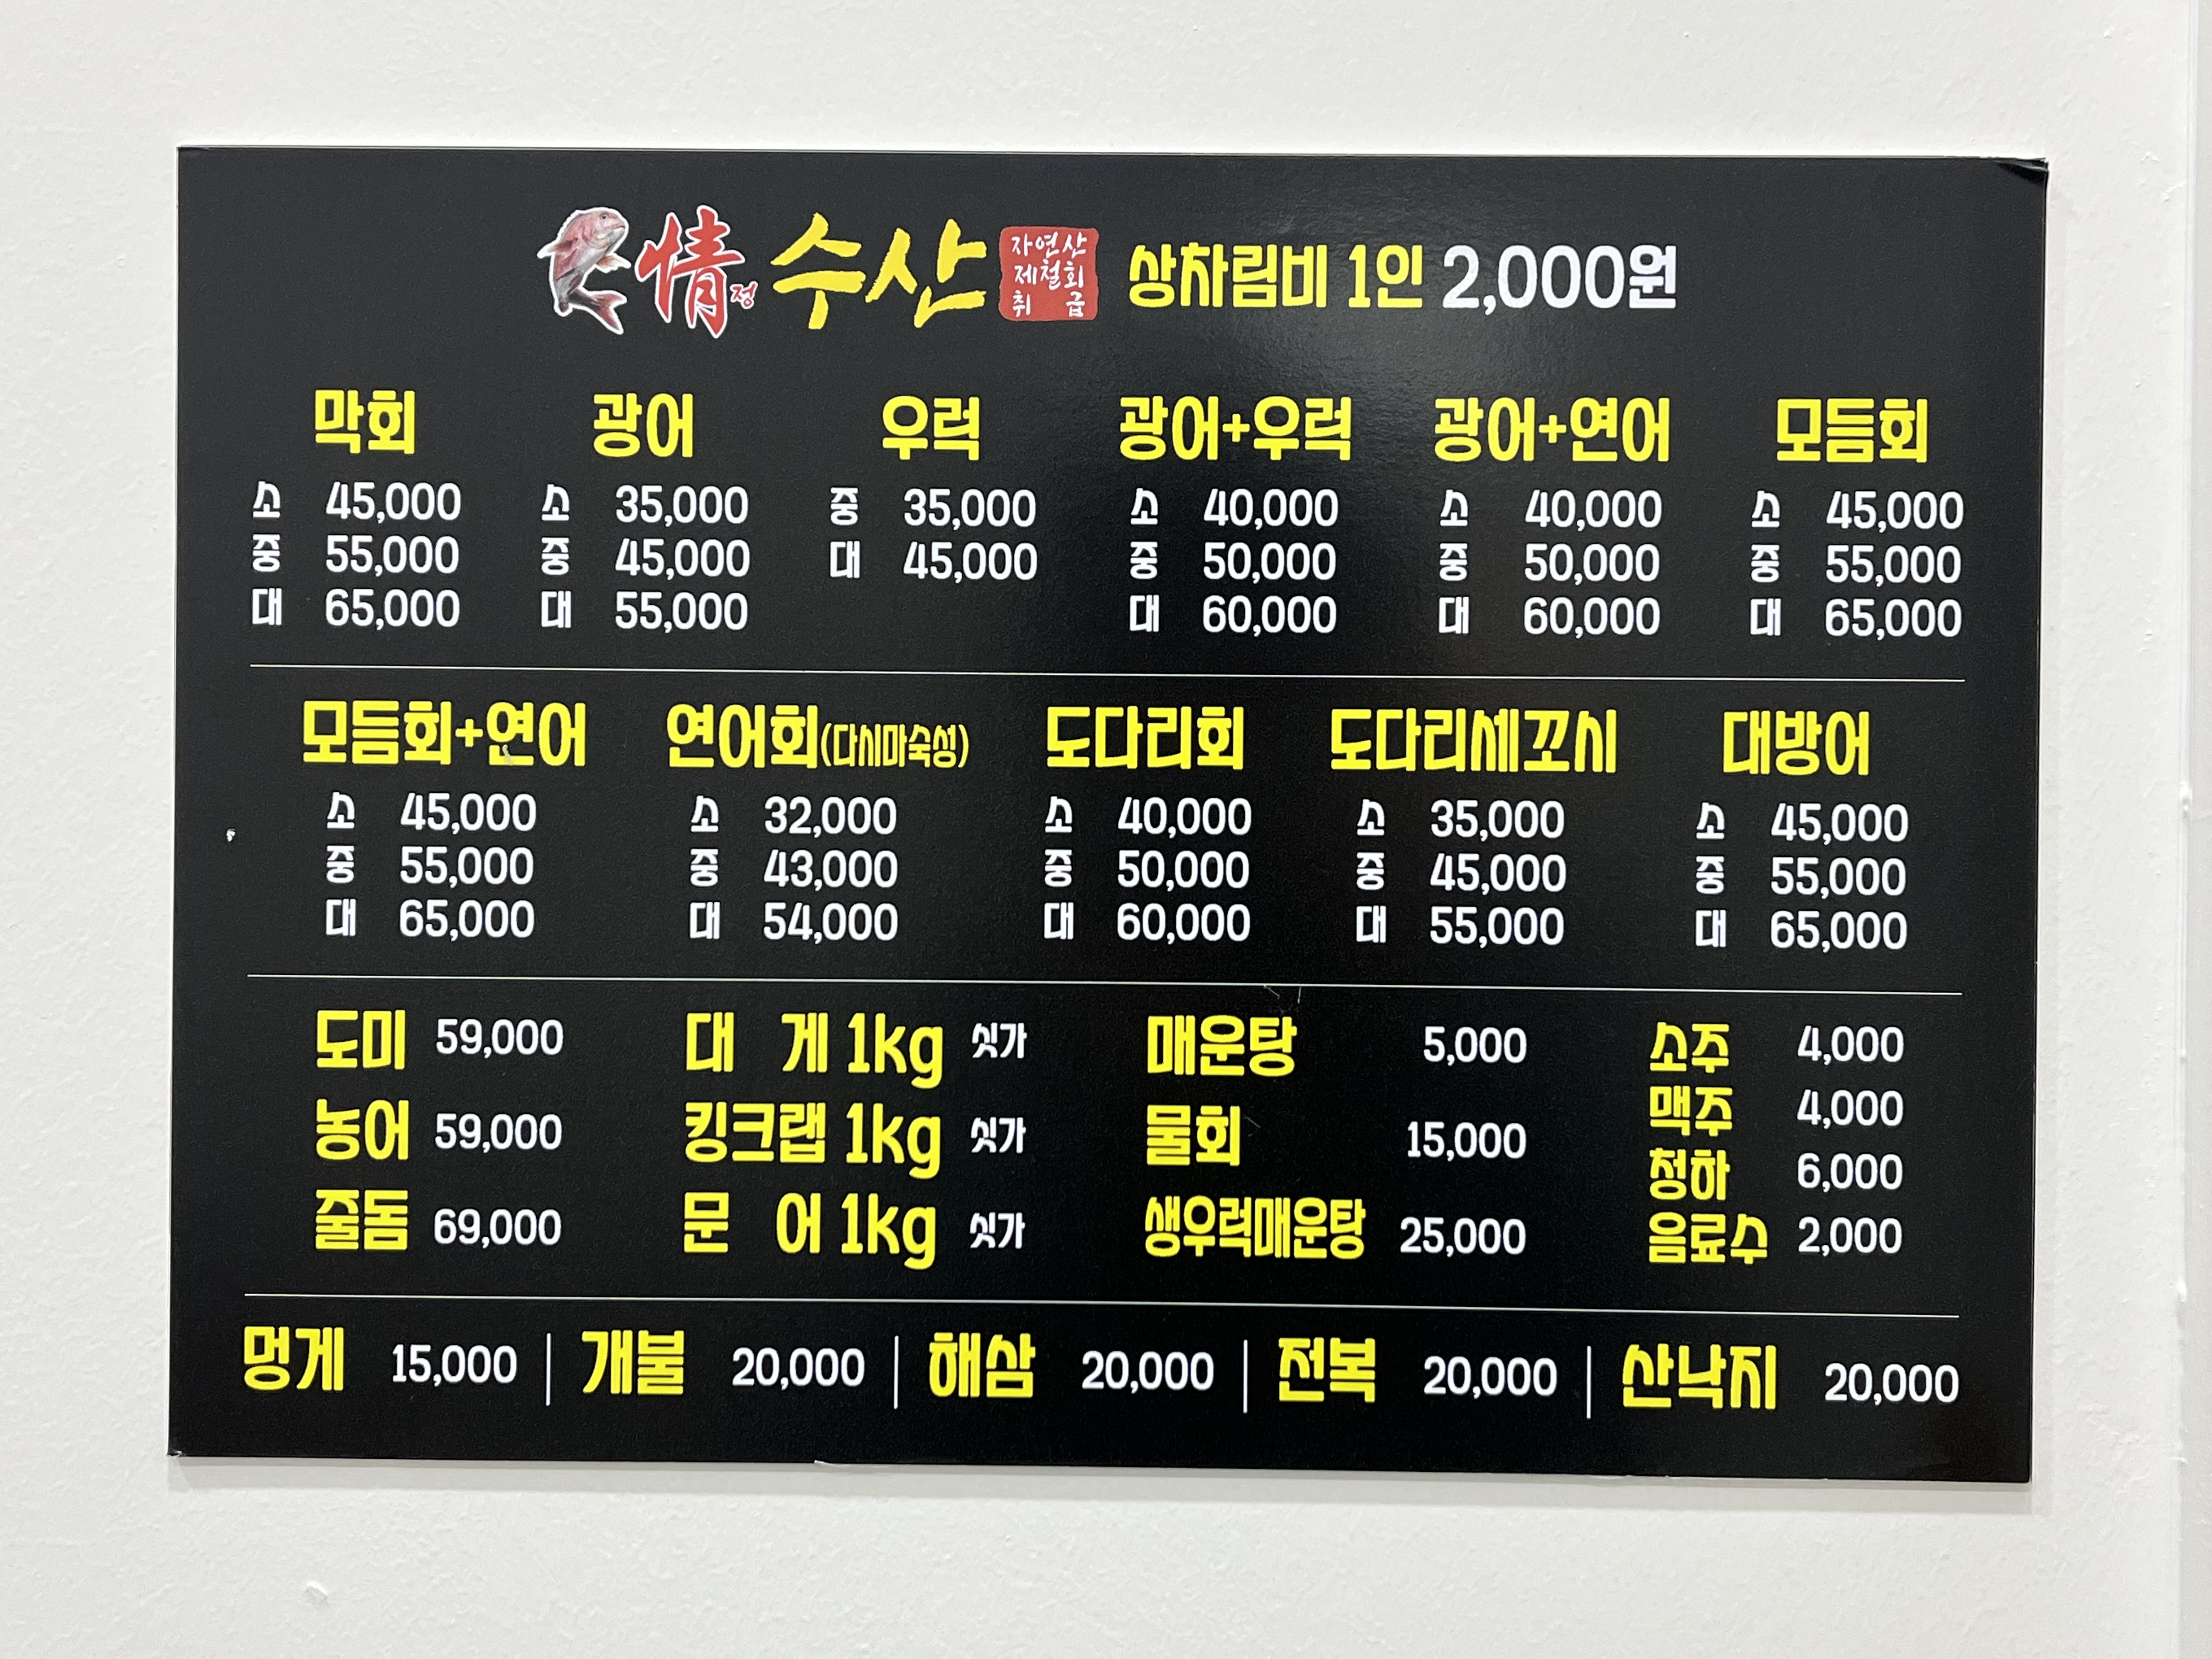 情정 수산 자연산 제철회 취급 상차림비 1인 2,000원
막회 광어 우럭 광어+우럭 광어+연어 모듬회
소 45,000 소 35,000 중 35,000 소 40,000 소 40,000 소 45,000
중 55,000 중 45,000 대 45,000 중 50,000 중 50,000 중 55,000
대 65,000 대 55,000 대 60,000 대 60,000 대 65,000
모듬회+연어 연어회(다시마숙성) 도다리회 도다리세꼬시 대방어
소 45,000 소 32,000 소 40,000 소 35,000 소 45,000
중 55,000 중 43,000 중 50,000 중 45,000 중 55,000
대 65,000 대 54,000 대 60,000 대 55,000 대 65,000
도미 59,000
농어 59,000
줄돔 69,000
대 게 1kg 싯가
킹크랩 1kg 싯가
문 어 1kg 싯가
매운탕 5,000
물회 15,000
생우럭매운탕 25,000
소주 4,000
맥주 4,000
청하 6,000
음료수 2,000
멍게 15,000 | 개불 20,000 | 해삼 20,000 | 전복 20,000 | 산낙지 20,000